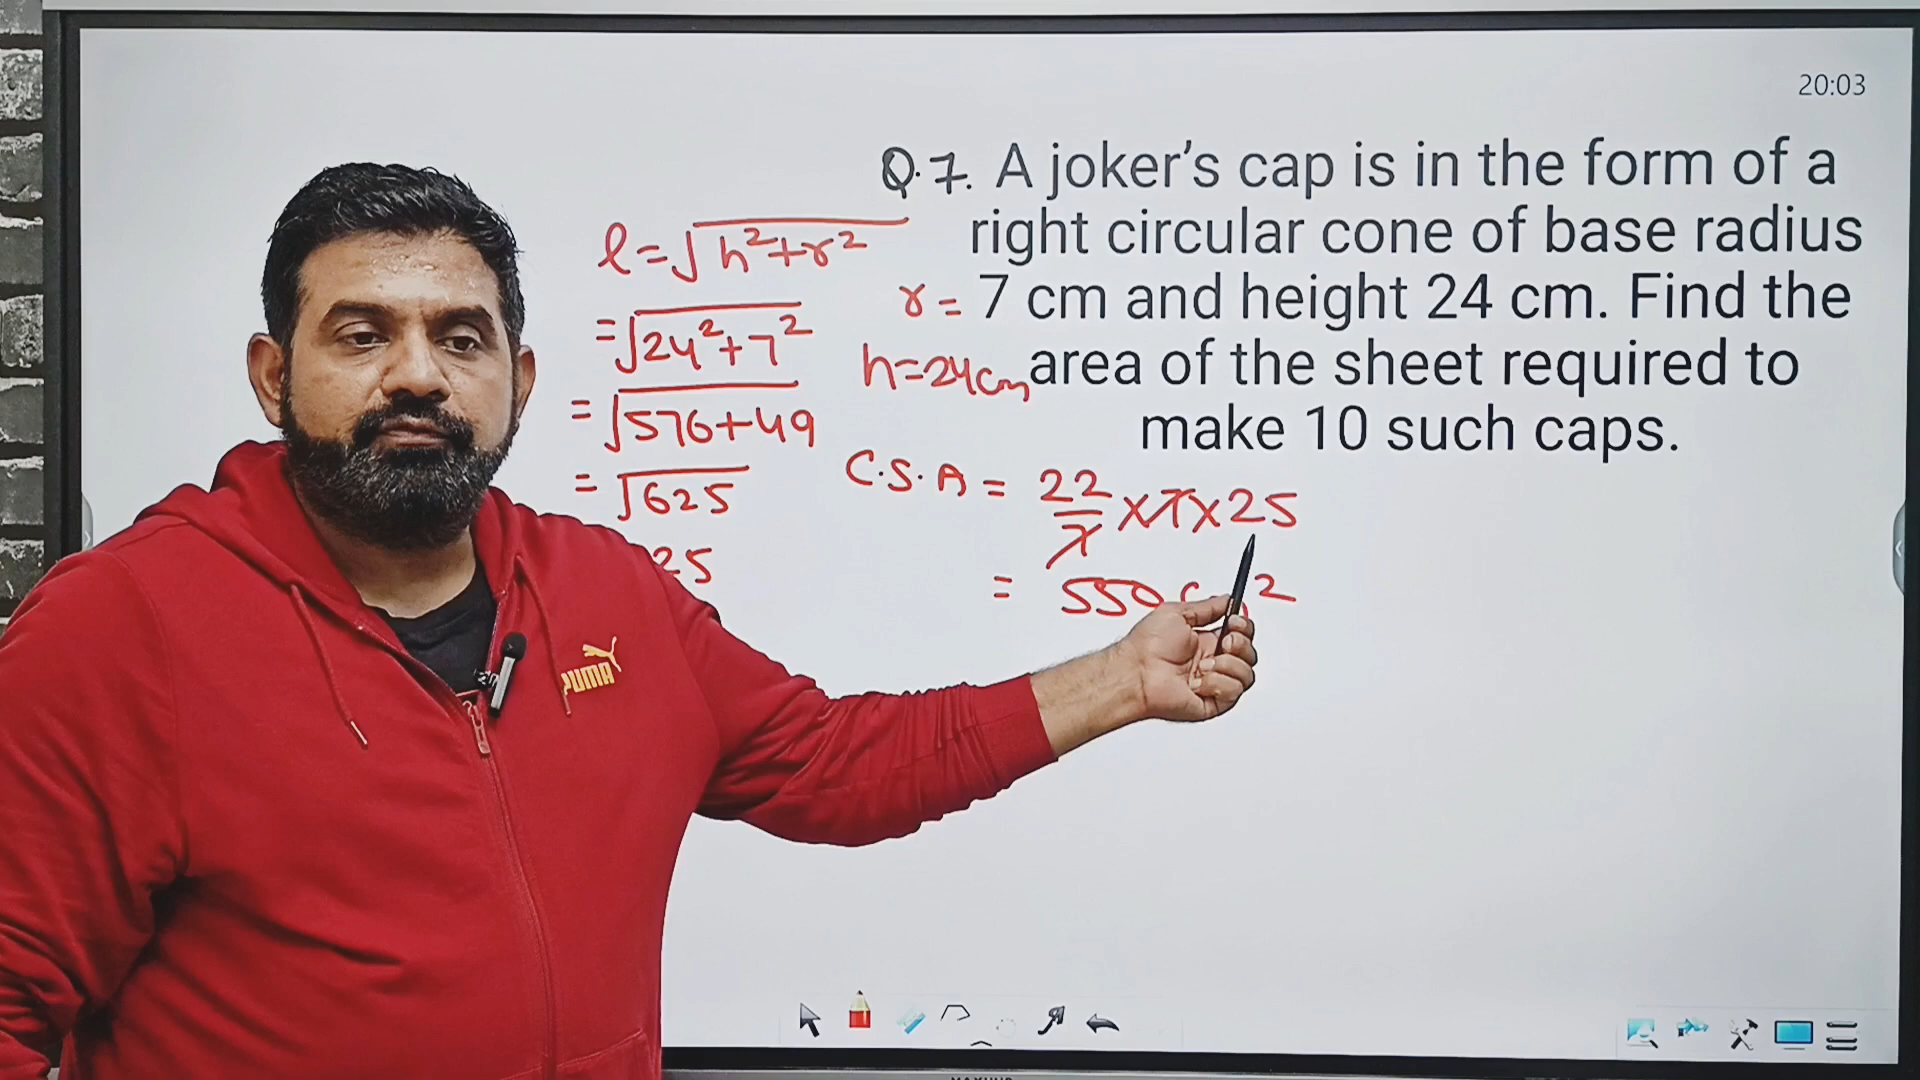 20:03
Q.7. A joker's cap is in the form of a
right circular cone of base radius
r = 7 cm and height 24 cm. Find the
h=24cm area of the sheet required to
make 10 such caps.
l=√h²+r²
=√24²+7²
=√576+49
=√625
25
C.S.A = 22/7 ×7×25
= 550 cm²
PUMA